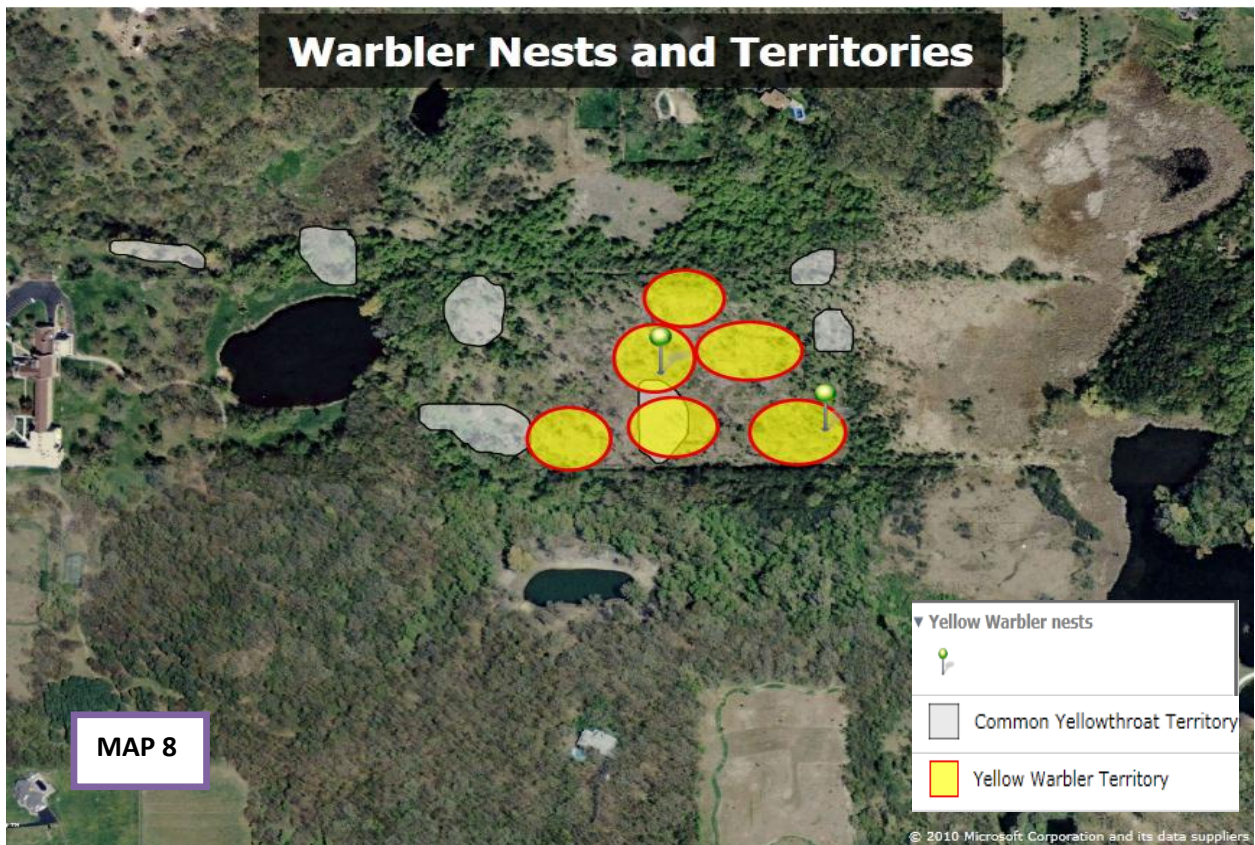 Warbler Nests and Territories
▾ Yellow Warbler nests
Common Yellowthroat Territory
Yellow Warbler Territory
MAP 8
© 2010 Microsoft Corporation and its data suppliers